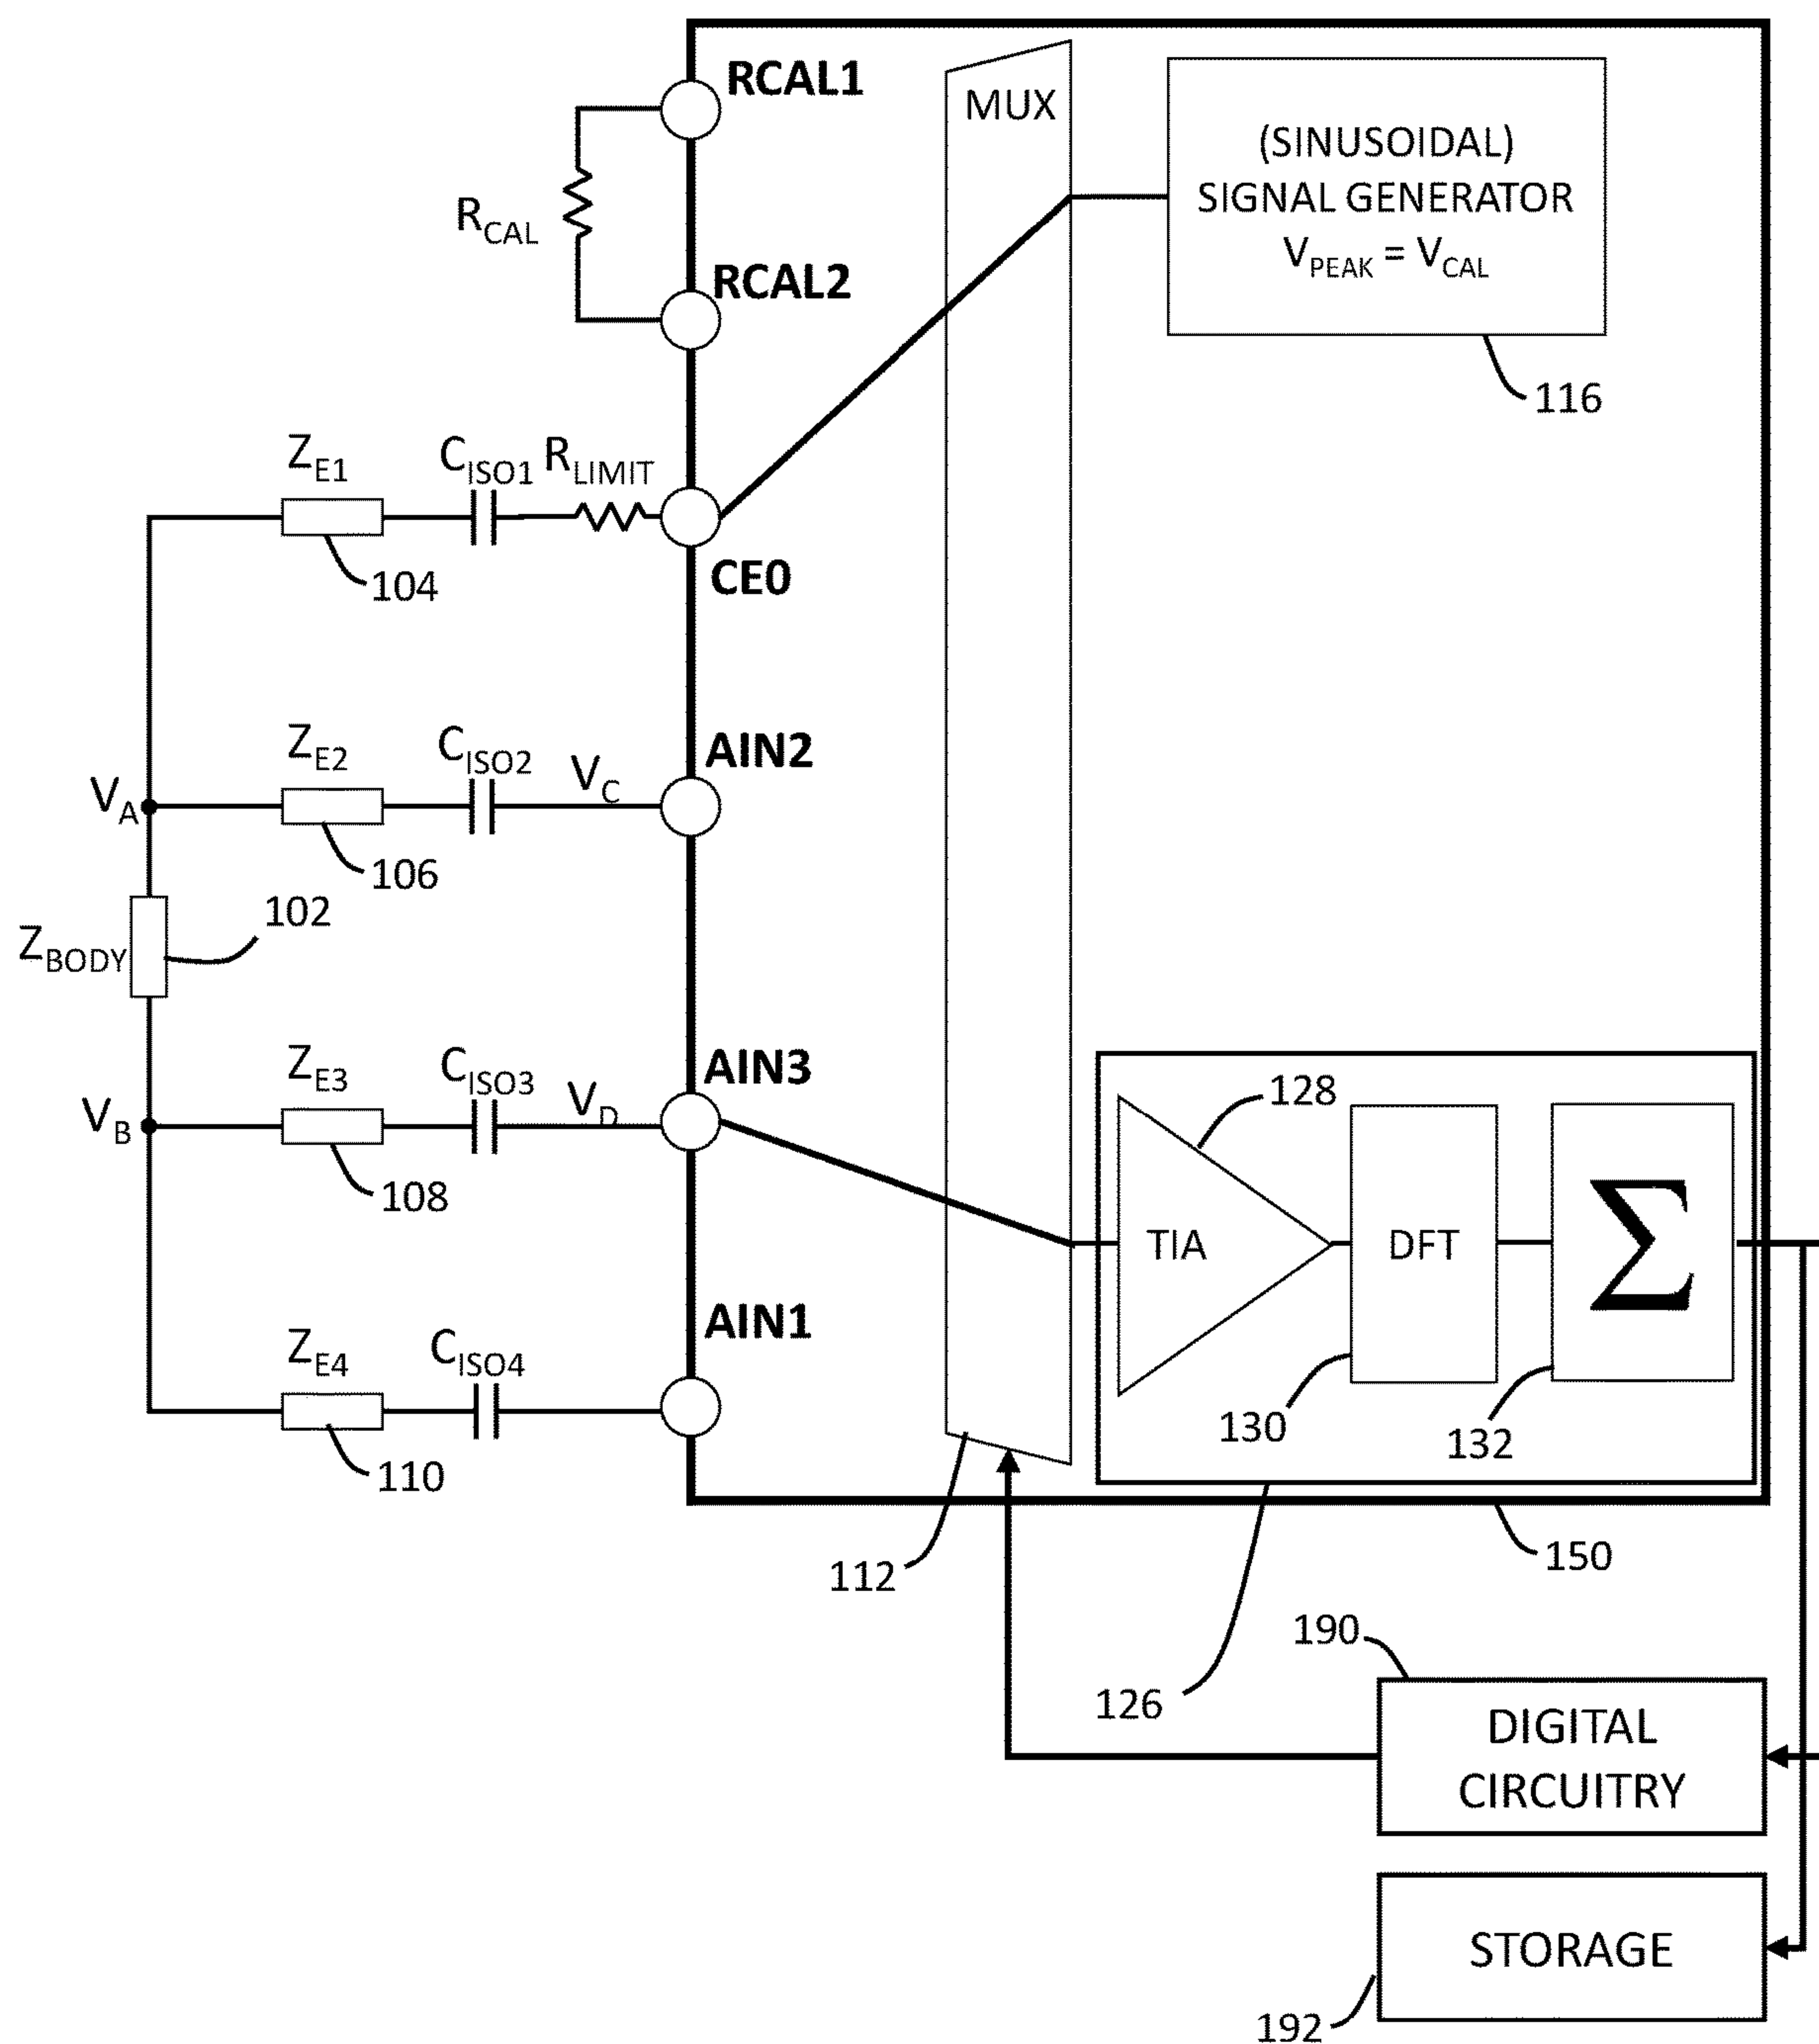 RCAL1
MUX
(SINUSOIDAL)
SIGNAL GENERATOR
VPEAK = VCAL
RCAL
RCAL2
116
ZE1
CISO1
RLIMIT
104
CE0
ZE2
CISO2
VC
AIN2
VA
106
102
ZBODY
ZE3
CISO3
VD
AIN3
128
VB
108
TIA
DFT
Σ
AIN1
ZE4
CISO4
130
132
110
112
150
190
126
DIGITAL
CIRCUITRY
STORAGE
192